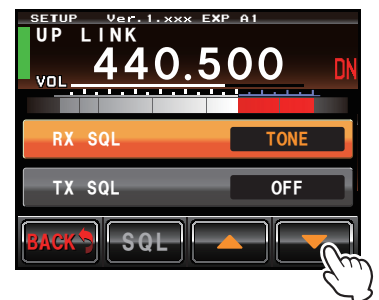 SETUP Ver.1.xxx EXP A1
UP LINK
VOL 440.500 DN
RX SQL TONE
TX SQL OFF
BACK SQL